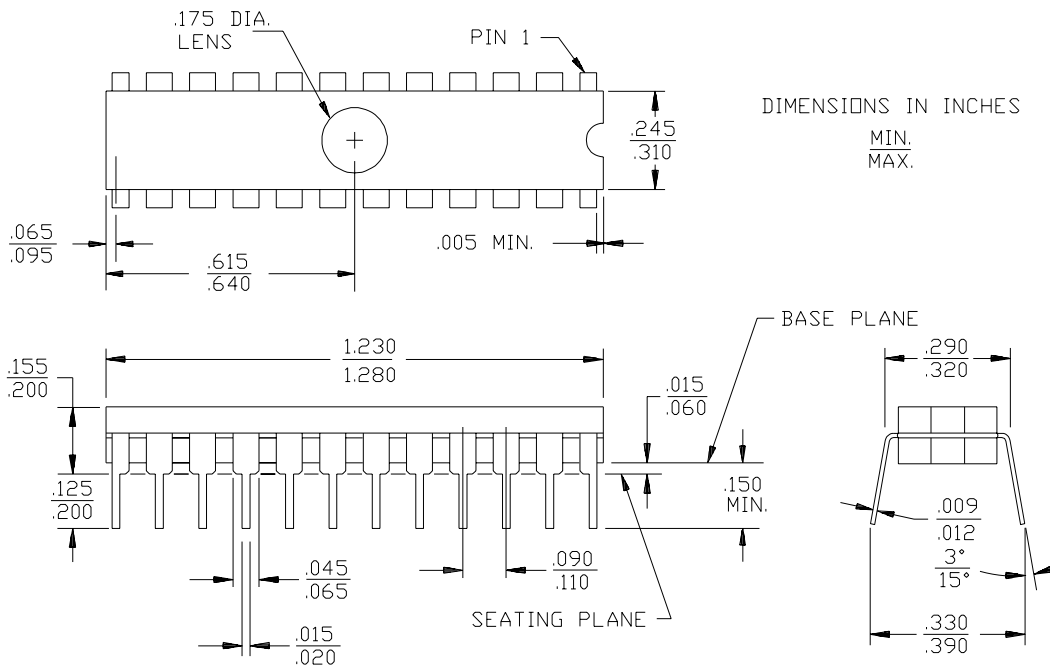 .175 DIA.
LENS
PIN 1
DIMENSIONS IN INCHES
MIN.
MAX.
.245
.310
.065
.095
.005 MIN.
.615
.640
BASE PLANE
1.230
1.280
.290
.320
.155
.200
.015
.060
.125
.200
.150
MIN.
.009
.012
3°
15°
.045
.065
.090
.110
SEATING PLANE
.015
.020
.330
.390